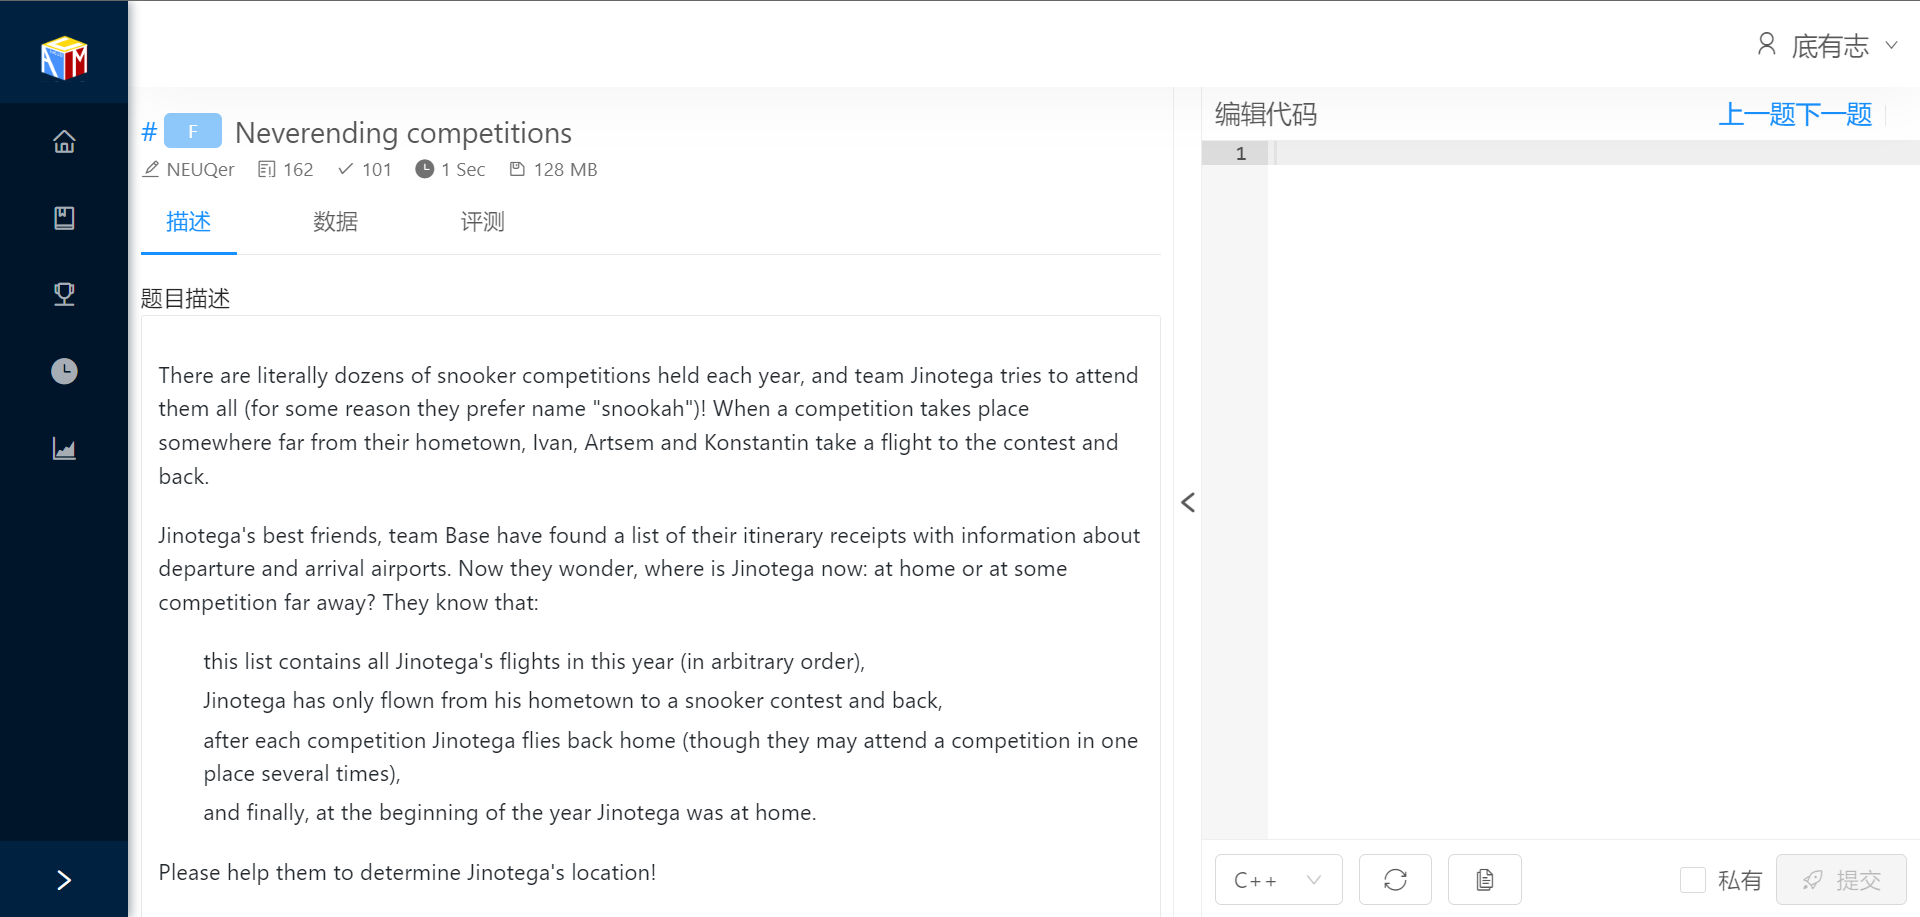 底有志
# F Neverending competitions
NEUQer 162 101 1 Sec 128 MB
描述 数据 评测
题目描述
There are literally dozens of snooker competitions held each year, and team Jinotega tries to attend
them all (for some reason they prefer name "snookah")! When a competition takes place
somewhere far from their hometown, Ivan, Artsem and Konstantin take a flight to the contest and
back.
Jinotega's best friends, team Base have found a list of their itinerary receipts with information about
departure and arrival airports. Now they wonder, where is Jinotega now: at home or at some
competition far away? They know that:
this list contains all Jinotega's flights in this year (in arbitrary order),
Jinotega has only flown from his hometown to a snooker contest and back,
after each competition Jinotega flies back home (though they may attend a competition in one
place several times),
and finally, at the beginning of the year Jinotega was at home.
Please help them to determine Jinotega's location!
编辑代码 上一题下一题
1
C++ 私有 提交